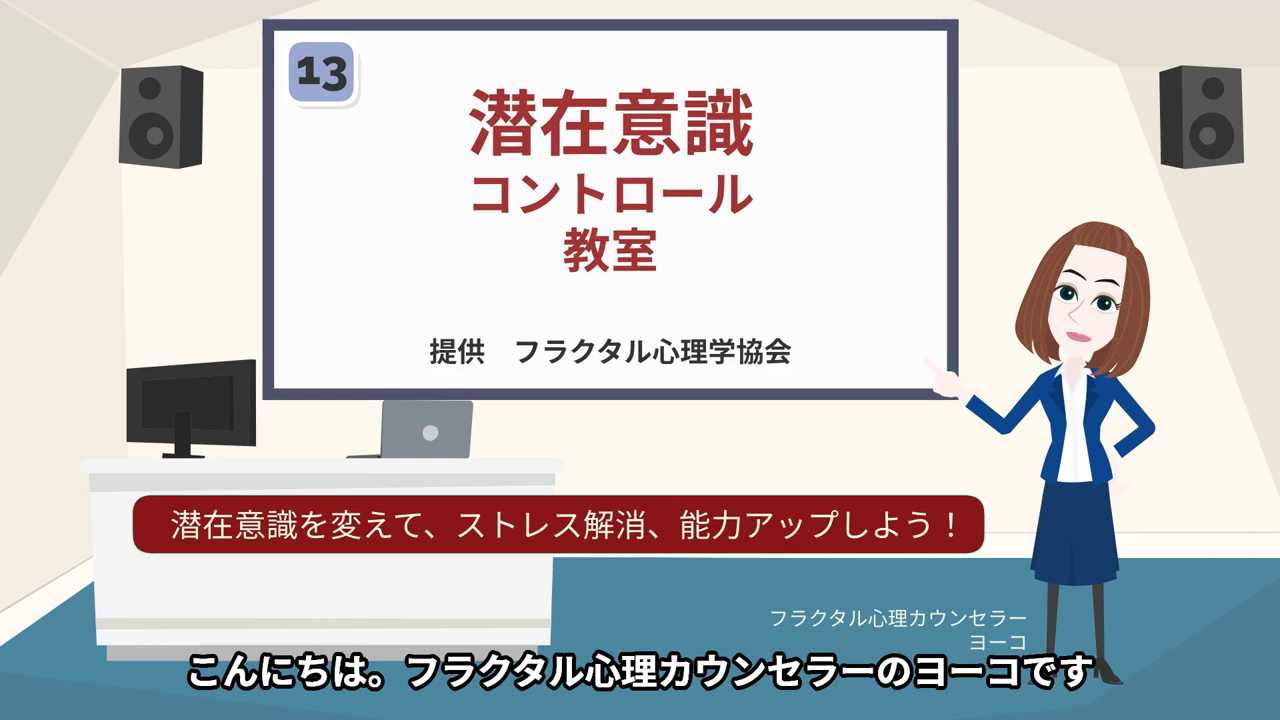 13
潜在意識
コントロール
教室
提供　フラクタル心理学協会
潜在意識を変えて、ストレス解消、能力アップしよう！
フラクタル心理カウンセラー
ヨーコ
こんにちは。フラクタル心理カウンセラーのヨーコです